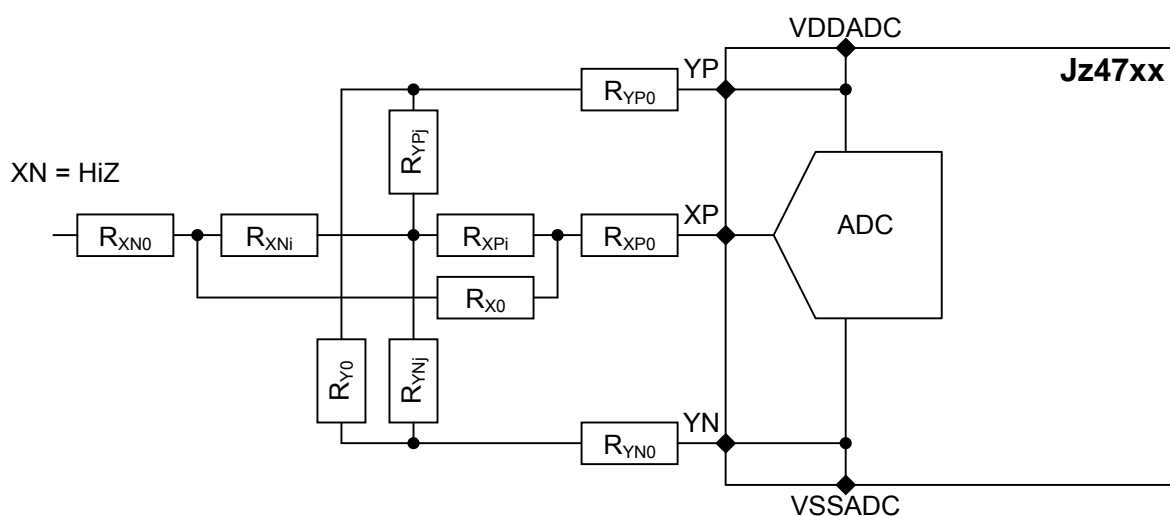 VDDADC
YP
Jz47xx
RYP0
RYPj
XN = HiZ
XP
RXN0
RXNi
RXPi
RXP0
ADC
RX0
RY0
RYNj
YN
RYN0
VSSADC